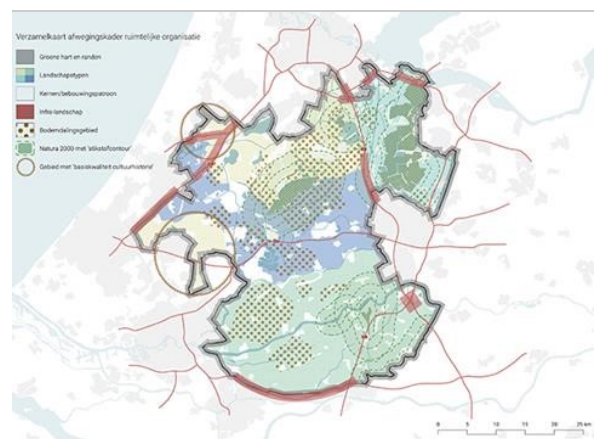 Verzamelkaart afwegingskader ruimtelijke organisatie
Groene hart en randen
Landschapstypen
Kernen/bebouwingspatroon
Infra-landschap
Bodemdalingsgebied
Natura 2000 met 'stikstofcontour'
Gebied met 'basiskwaliteit cultuurhistorie'
0 5 10 15 20 25 km